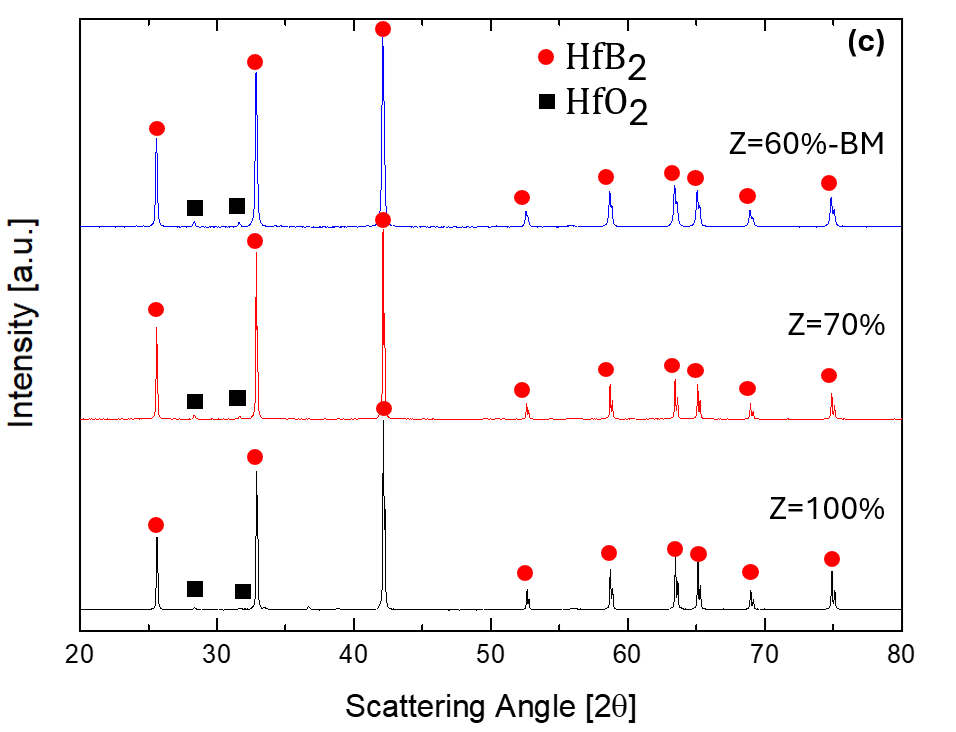 (c)
HfB2
HfO2
Z=60%-BM
Z=70%
Z=100%
Intensity [a.u.]
20 30 40 50 60 70 80
Scattering Angle [2θ]